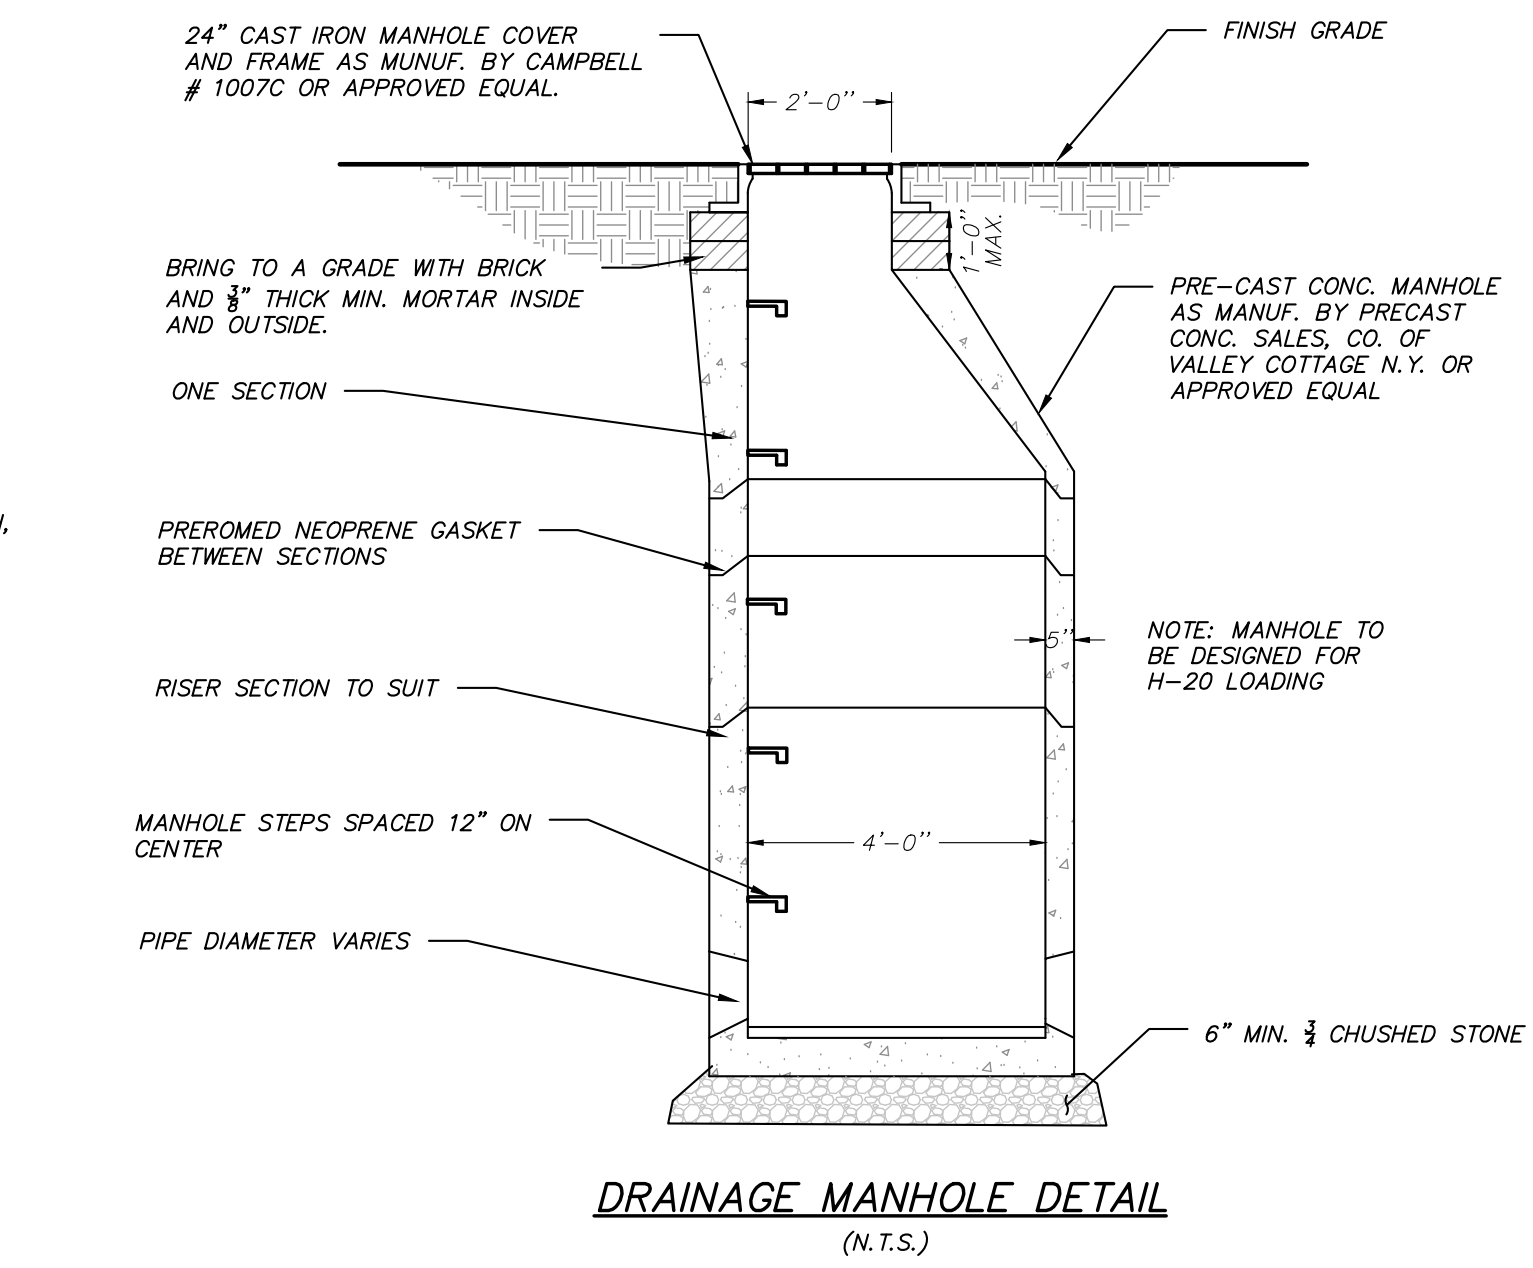 24" CAST IRON MANHOLE COVER
AND FRAME AS MUNUF. BY CAMPBELL
# 1007C OR APPROVED EQUAL.
FINISH GRADE
2'-0"
1'-0"
MAX.
BRING TO A GRADE WITH BRICK
AND 3/8" THICK MIN. MORTAR INSIDE
AND OUTSIDE.
PRE-CAST CONC. MANHOLE
AS MANUF. BY PRECAST
CONC. SALES, CO. OF
VALLEY COTTAGE N.Y. OR
APPROVED EQUAL
ONE SECTION
PREROMED NEOPRENE GASKET
BETWEEN SECTIONS
5"
NOTE: MANHOLE TO
BE DESIGNED FOR
H-20 LOADING
RISER SECTION TO SUIT
MANHOLE STEPS SPACED 12" ON
CENTER
4'-0"
PIPE DIAMETER VARIES
6" MIN. 3/4 CHUSHED STONE
DRAINAGE MANHOLE DETAIL
(N.T.S.)